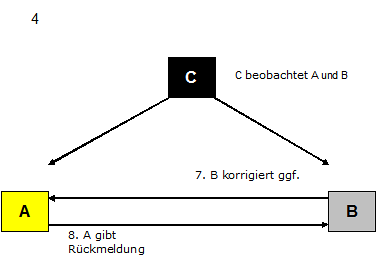 4
C
C beobachtet A und B
7. B korrigiert ggf.
A
B
8. A gibt
Rückmeldung